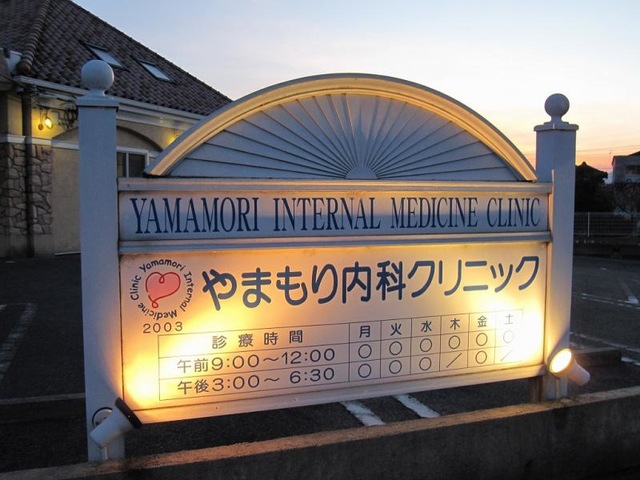 YAMAMORI INTERNAL MEDICINE CLINIC
Yamamori Internal Medicine Clinic
2003
やまもり内科クリニック
診療時間 月 火 水 木 金 土
午前9:00～12:00 ○ ○ ○ ○ ○ ○
午後3:00～ 6:30 ○ ○ ○ ／ ○ ／